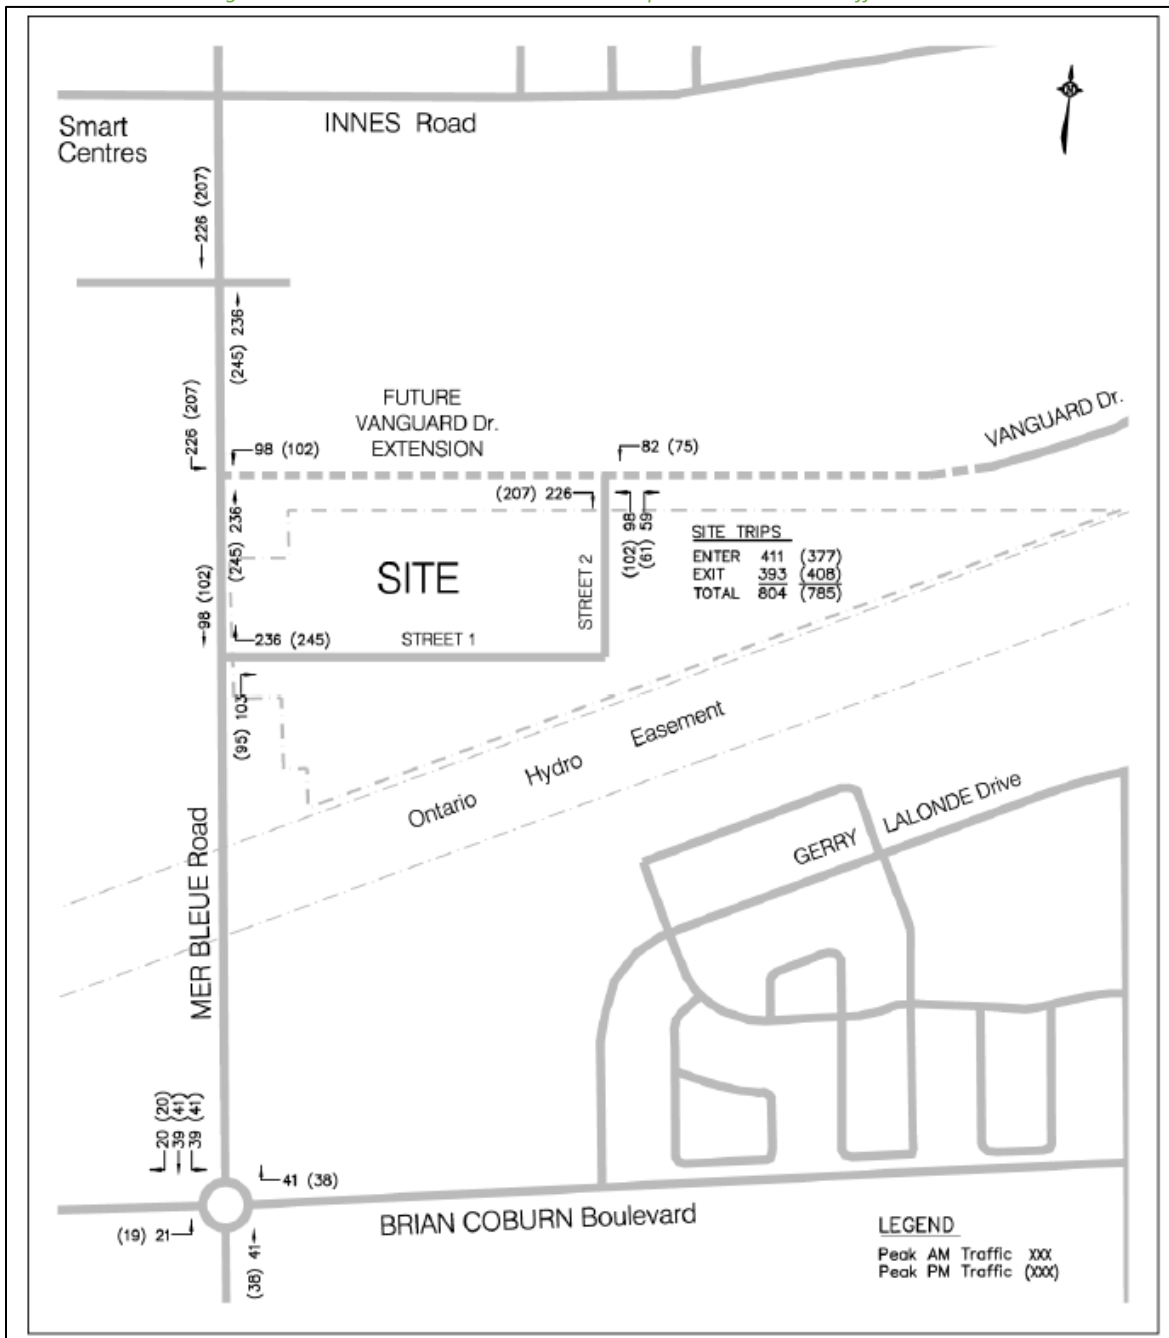 INNES Road
Smart
Centres
226 (207)
(245) 236
226 (207)
FUTURE
VANGUARD Dr.
EXTENSION
VANGUARD Dr.
98 (102)
82 (75)
(207) 226
(245) 236
(102) 98
(61) 59
SITE TRIPS
ENTER 411 (377)
EXIT 393 (408)
TOTAL 804 (785)
SITE
STREET 2
98 (102)
236 (245)
STREET 1
(95) 103
Ontario Hydro Easement
MER BLEUE Road
GERRY LALONDE Drive
20 (20)
39 (41)
39 (41)
41 (38)
(19) 21
(38) 41
BRIAN COBURN Boulevard
LEGEND
Peak AM Traffic XXX
Peak PM Traffic (XXX)